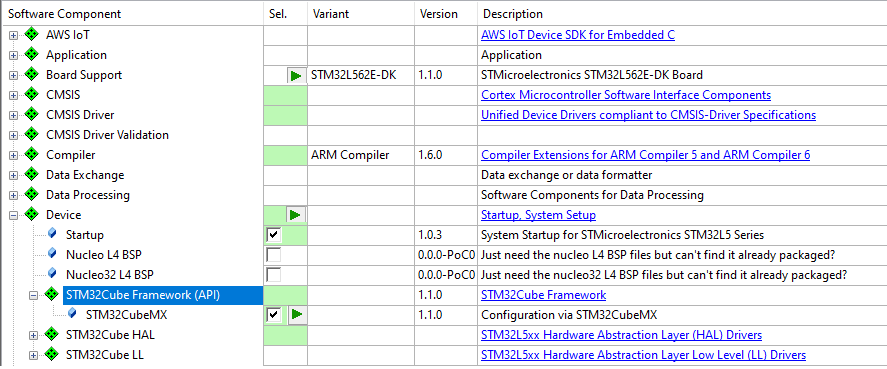 Software Component Sel. Variant Version Description
AWS IoT AWS IoT Device SDK for Embedded C
Application Application
Board Support STM32L562E-DK 1.1.0 STMicroelectronics STM32L562E-DK Board
CMSIS Cortex Microcontroller Software Interface Components
CMSIS Driver Unified Device Drivers compliant to CMSIS-Driver Specifications
CMSIS Driver Validation
Compiler ARM Compiler 1.6.0 Compiler Extensions for ARM Compiler 5 and ARM Compiler 6
Data Exchange Data exchange or data formatter
Data Processing Software Components for Data Processing
Device Startup, System Setup
Startup 1.0.3 System Startup for STMicroelectronics STM32L5 Series
Nucleo L4 BSP 0.0.0-PoC0 Just need the nucleo L4 BSP files but can't find it already packaged?
Nucleo32 L4 BSP 0.0.0-PoC0 Just need the nucleo32 L4 BSP files but can't find it already packaged?
STM32Cube Framework (API) 1.1.0 STM32Cube Framework
STM32CubeMX 1.1.0 Configuration via STM32CubeMX
STM32Cube HAL STM32L5xx Hardware Abstraction Layer (HAL) Drivers
STM32Cube LL STM32L5xx Hardware Abstraction Layer Low Level (LL) Drivers